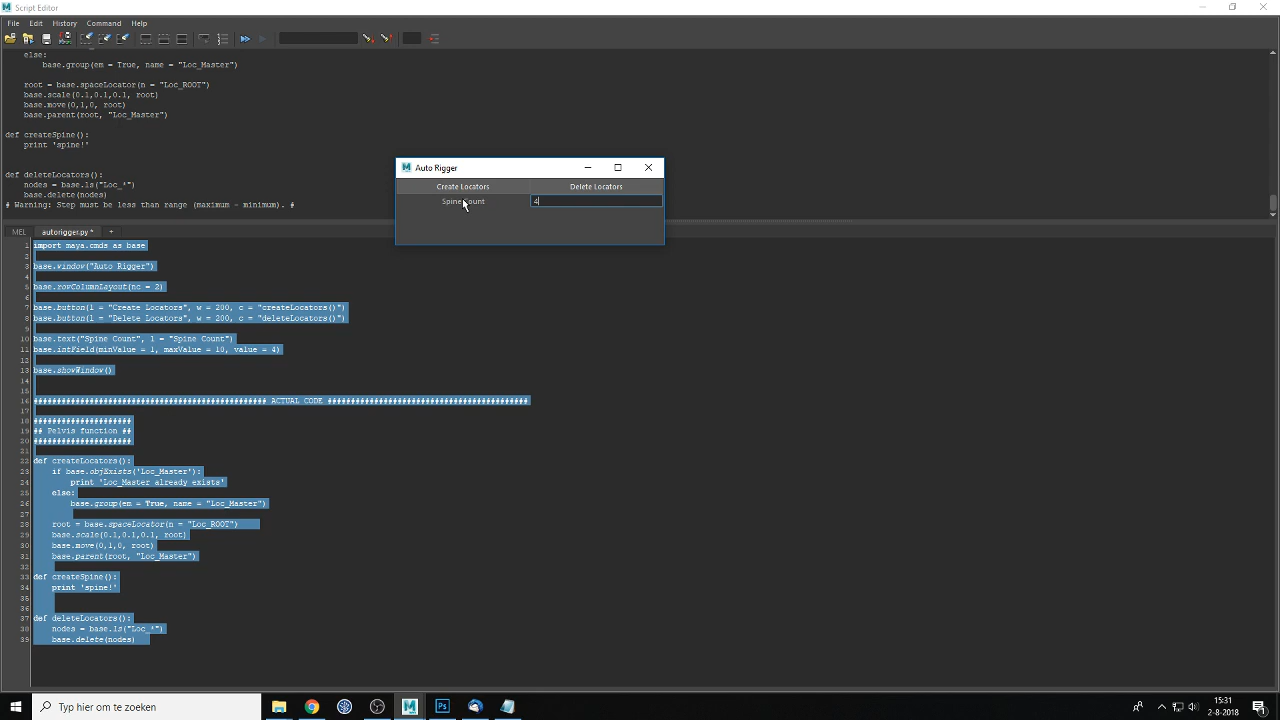 Script Editor
File Edit History Command Help
else:
base.group(em = True, name = "Loc_Master")
root = base.spaceLocator(n = "Loc_ROOT")
base.scale(0.1,0.1,0.1, root)
base.move(0,1,0, root)
base.parent(root, "Loc_Master")
def createSpine():
print 'spine!'
def deleteLocators():
nodes = base.ls("Loc_*")
base.delete(nodes)
# Warning: Step must be less than range (maximum - minimum). #
Auto Rigger
Create Locators Delete Locators
Spine Count 4
MEL autorigger.py * +
1 import maya.cmds as base
2
3 base.window("Auto Rigger")
4
5 base.rowColumnLayout(nc = 2)
6
7 base.button(l = "Create Locators", w = 200, c = "createLocators()")
8 base.button(l = "Delete Locators", w = 200, c = "deleteLocators()")
9
10 base.text("Spine Count", l = "Spine Count")
11 base.intField(minValue = 1, maxValue = 10, value = 4)
12
13 base.showWindow()
14
15
16 ################################################## ACTUAL CODE ###########################################
17
18 #####################
19 ## Pelvis function ##
20 #####################
21
22 def createLocators():
23 if base.objExists('Loc_Master'):
24 print 'Loc_Master already exists'
25 else:
26 base.group(em = True, name = "Loc_Master")
27
28 root = base.spaceLocator(n = "Loc_ROOT")
29 base.scale(0.1,0.1,0.1, root)
30 base.move(0,1,0, root)
31 base.parent(root, "Loc_Master")
32
33 def createSpine():
34 print 'spine!'
35
36
37 def deleteLocators():
38 nodes = base.ls("Loc_*")
39 base.delete(nodes)
Typ hier om te zoeken
15:31
2-8-2018